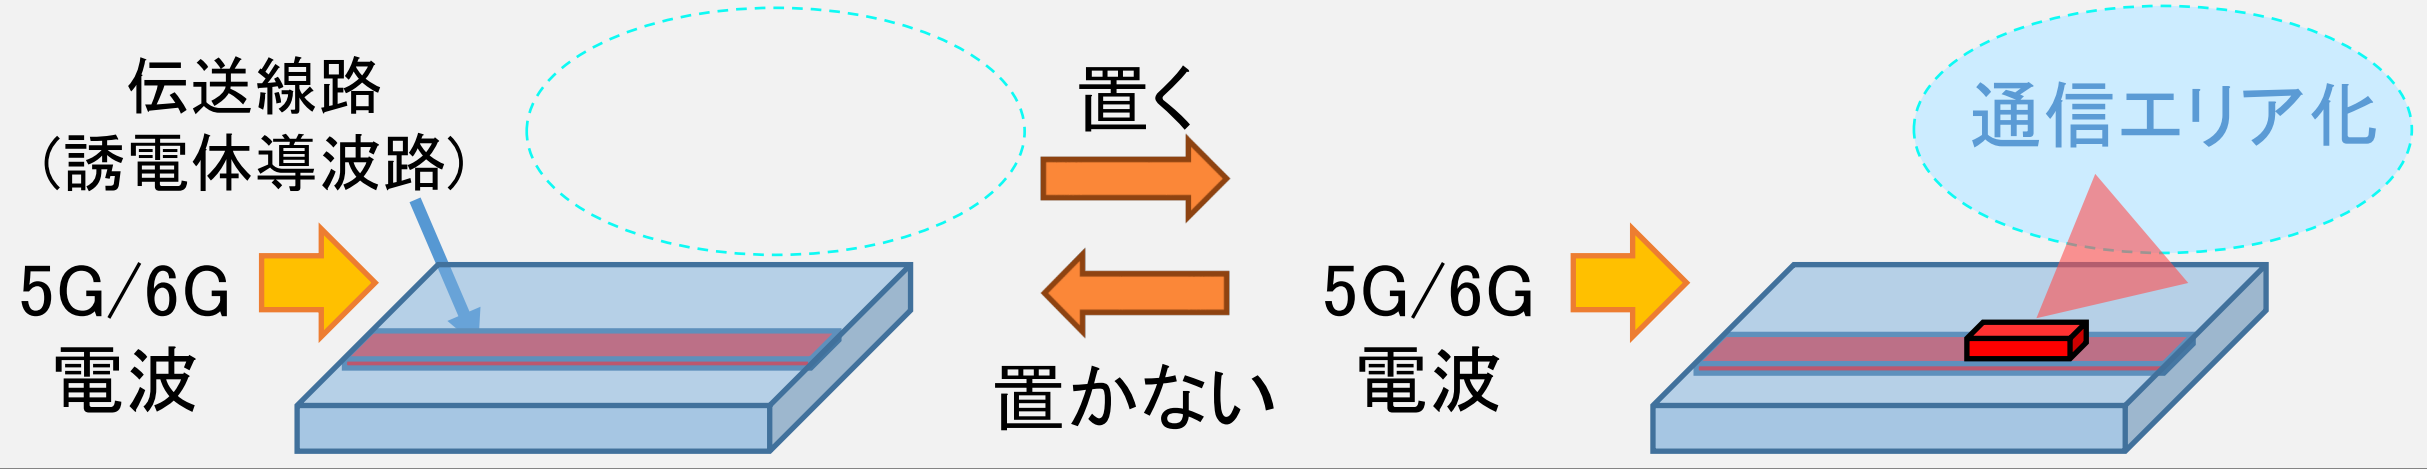 伝送線路
（誘電体導波路）
5G/6G
電波
置く
置かない
5G/6G
電波
通信エリア化